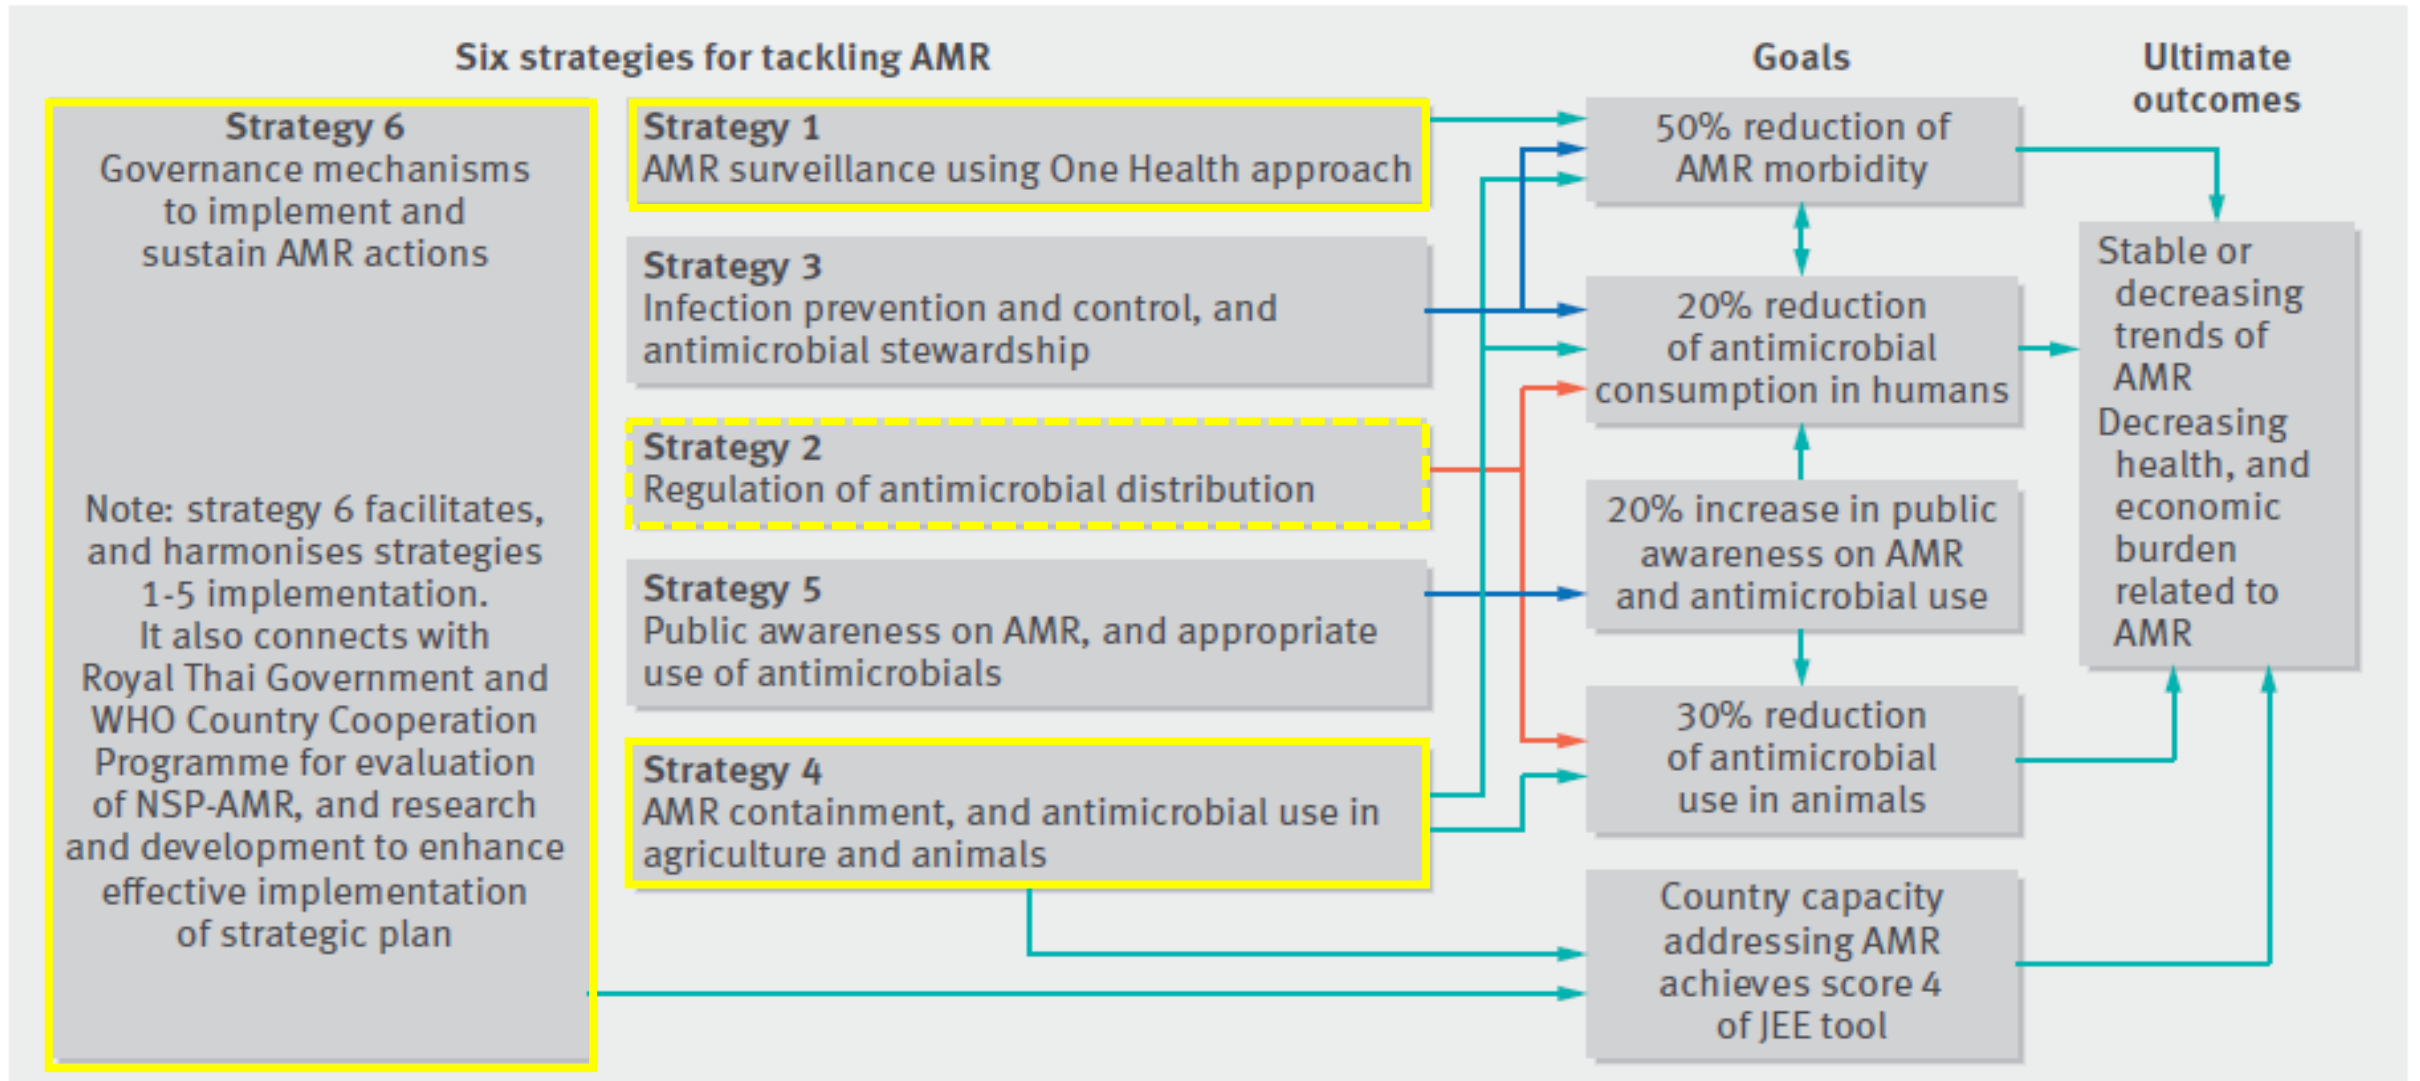 Six strategies for tackling AMR
Goals
Ultimate
outcomes
Strategy 6
Governance mechanisms
to implement and
sustain AMR actions
Note: strategy 6 facilitates,
and harmonises strategies
1-5 implementation.
It also connects with
Royal Thai Government and
WHO Country Cooperation
Programme for evaluation
of NSP-AMR, and research
and development to enhance
effective implementation
of strategic plan
Strategy 1
AMR surveillance using One Health approach
Strategy 3
Infection prevention and control, and
antimicrobial stewardship
Strategy 2
Regulation of antimicrobial distribution
Strategy 5
Public awareness on AMR, and appropriate
use of antimicrobials
Strategy 4
AMR containment, and antimicrobial use in
agriculture and animals
50% reduction of
AMR morbidity
20% reduction
of antimicrobial
consumption in humans
20% increase in public
awareness on AMR
and antimicrobial use
30% reduction
of antimicrobial
use in animals
Country capacity
addressing AMR
achieves score 4
of JEE tool
Stable or
decreasing
trends of
AMR
Decreasing
health, and
economic
burden
related to
AMR